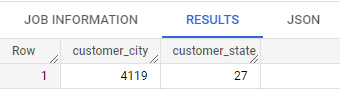 JOB INFORMATION RESULTS JSON
Row customer_city customer_state
1 4119 27